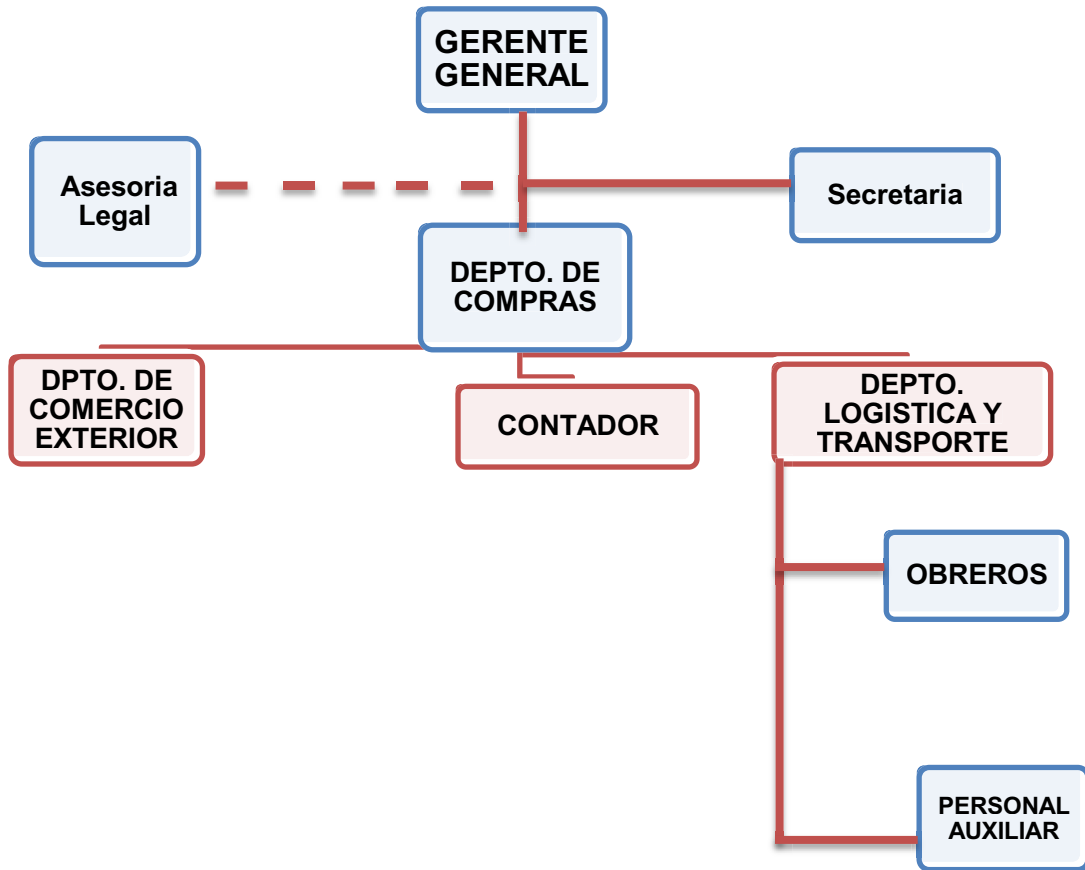 GERENTE
GENERAL
Asesoria
Legal
Secretaria
DEPTO. DE
COMPRAS
DPTO. DE
COMERCIO
EXTERIOR
CONTADOR
DEPTO.
LOGISTICA Y
TRANSPORTE
OBREROS
PERSONAL
AUXILIAR